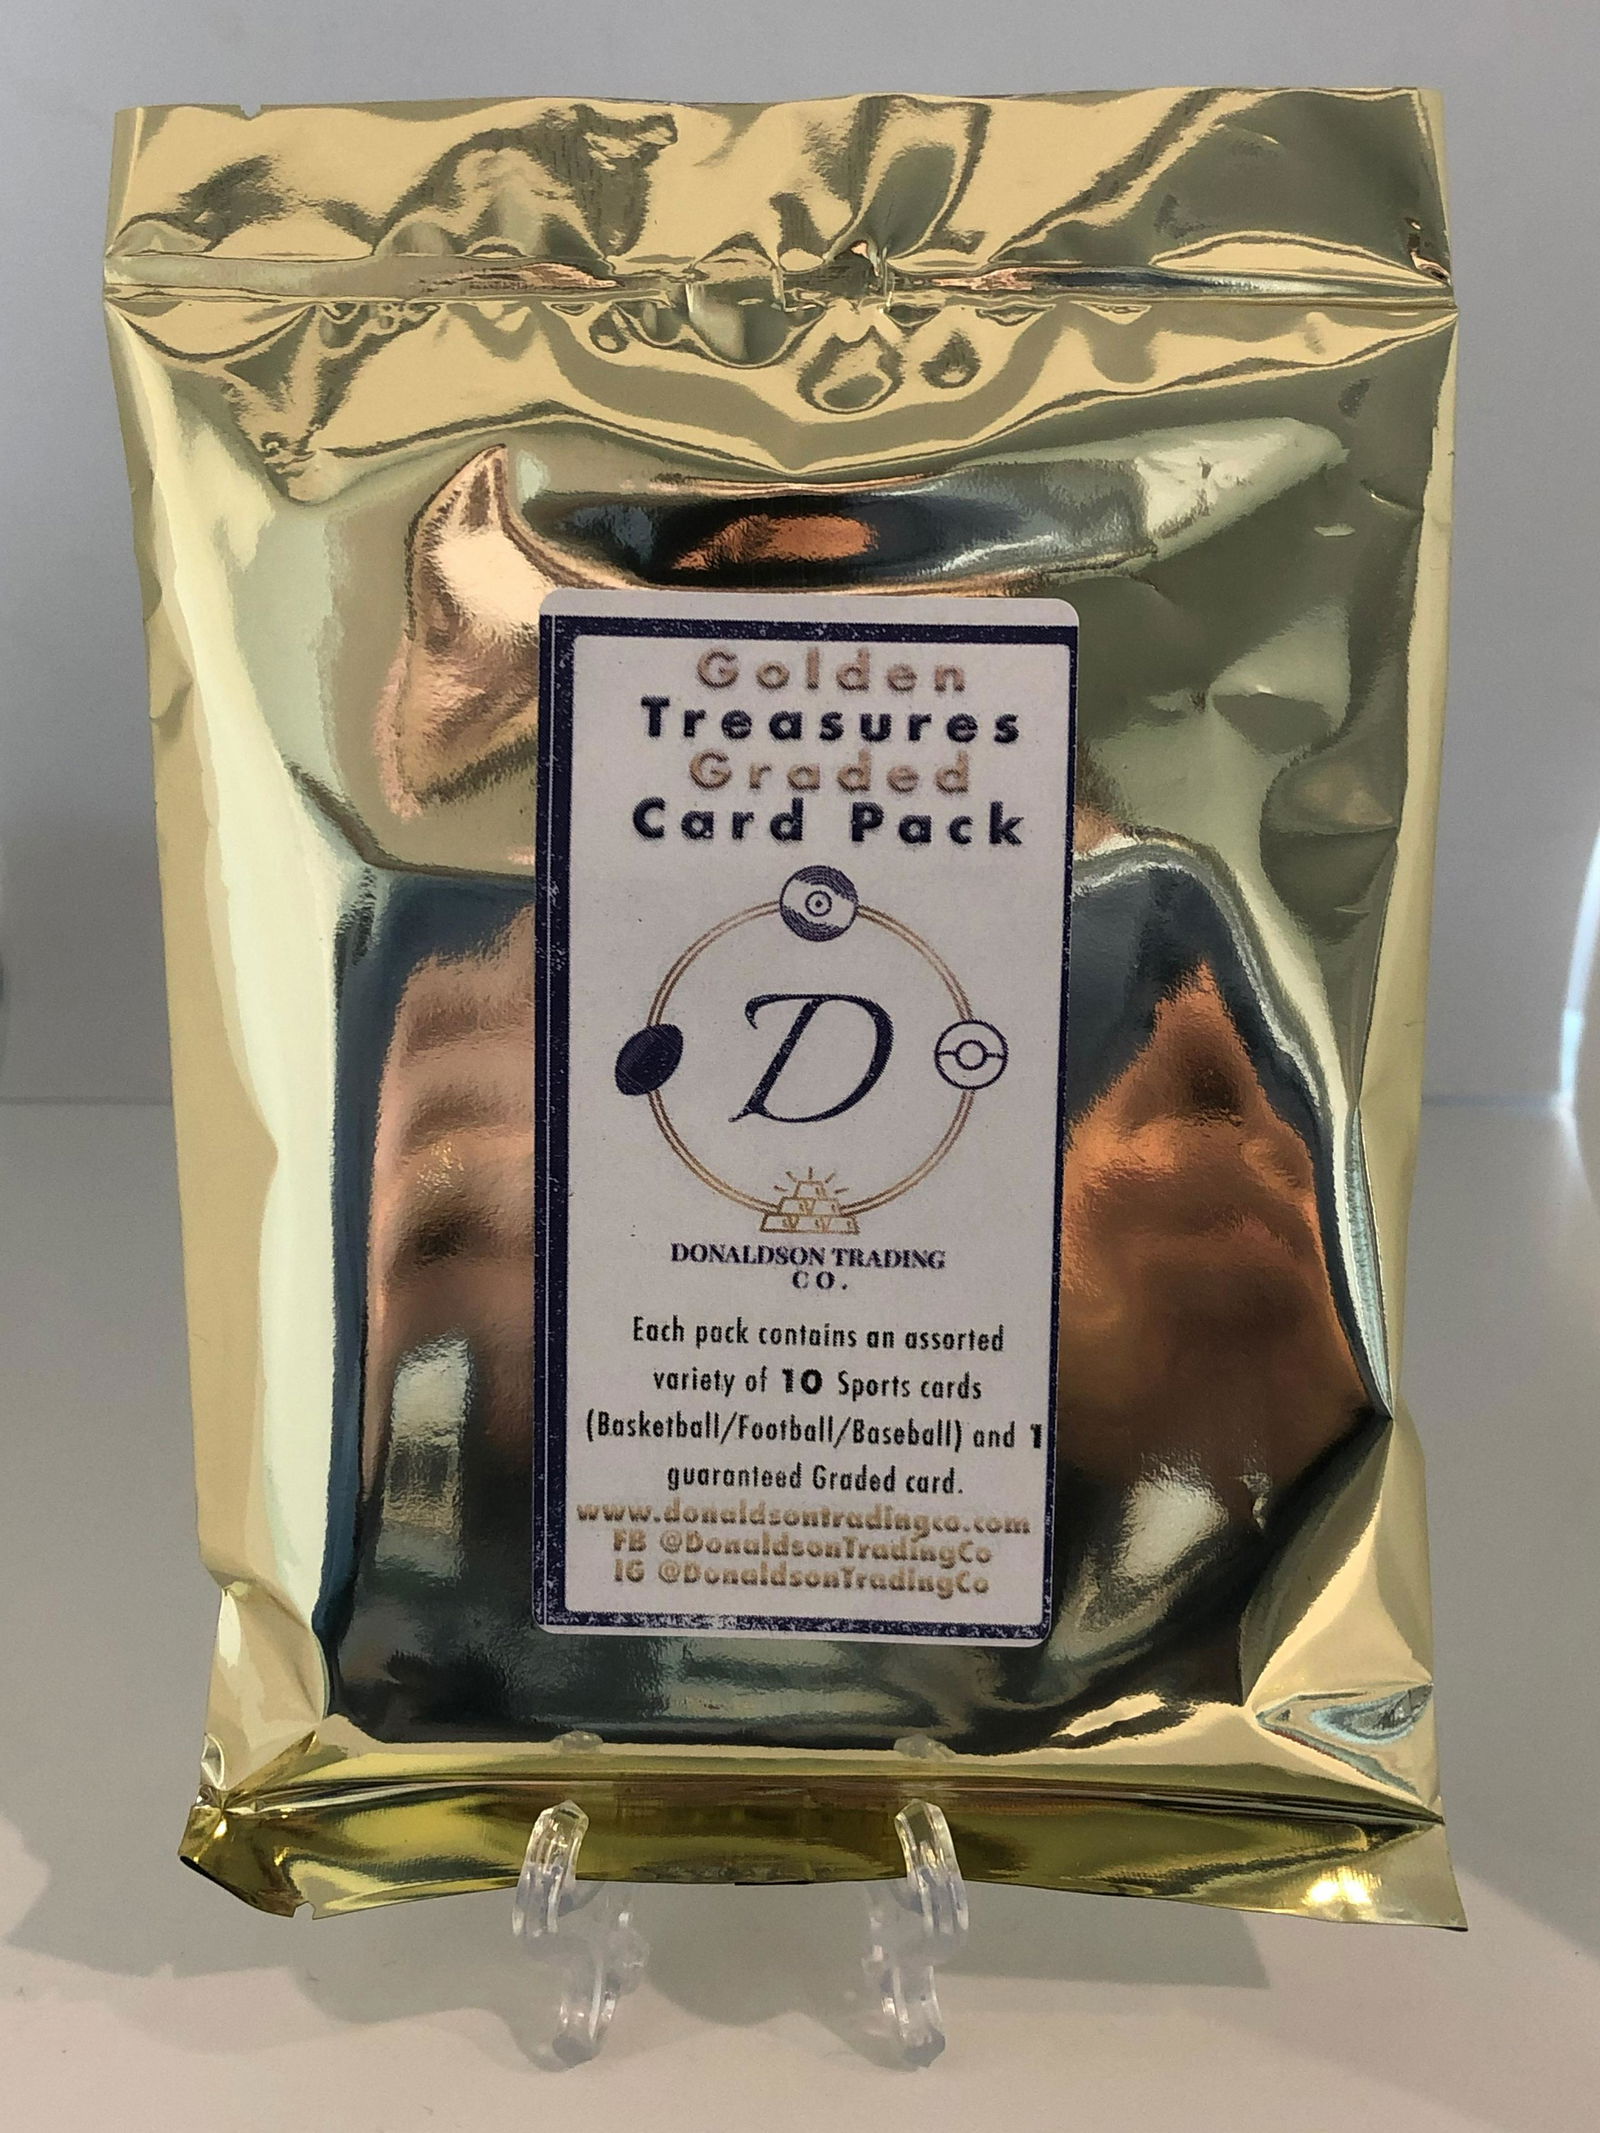 Golden
Treasures
Graded
Card Pack
D
DONALDSON TRADING
CO.
Each pack contains an assorted
variety of 10 Sports cards
(Basketball/Football/Baseball) and 1
guaranteed Graded card.
www.donaldsontradingco.com
FB @DonaldsonTradingCo
IG @DonaldsonTradingCo